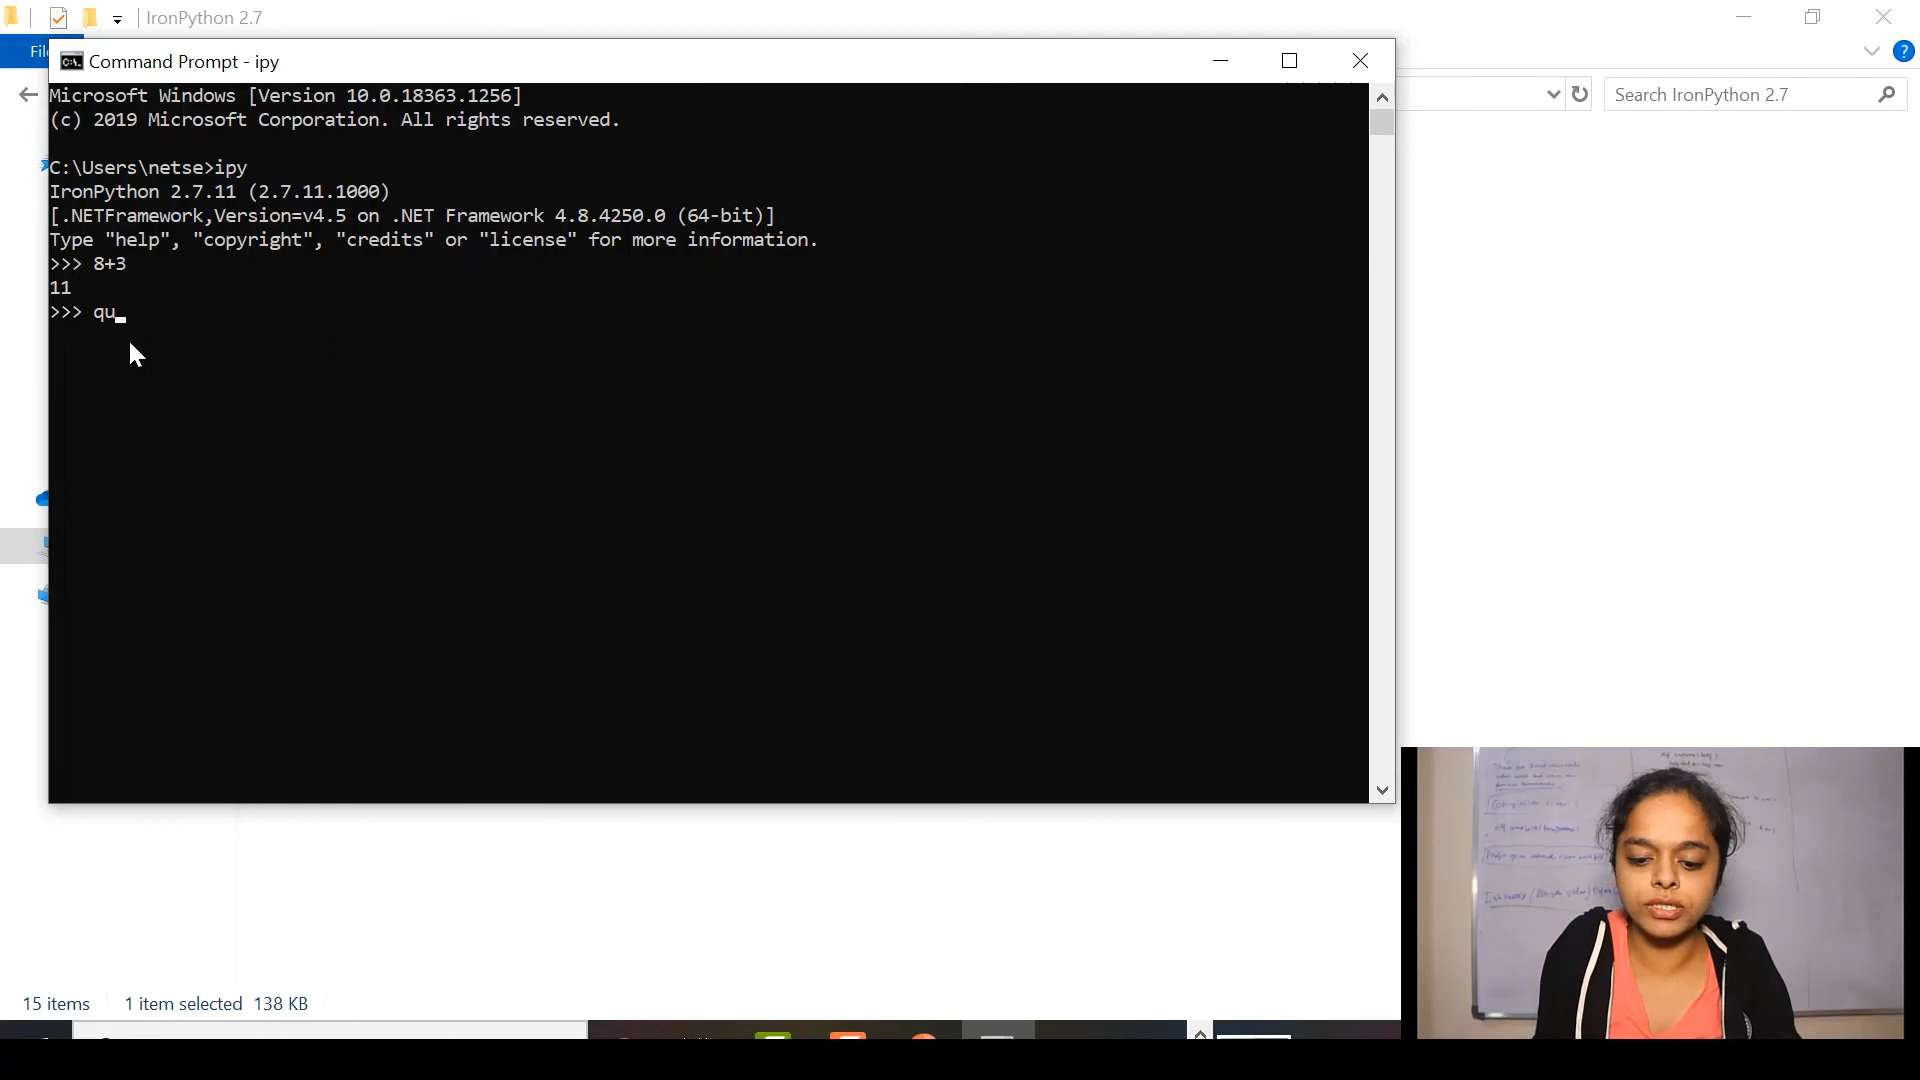 IronPython 2.7
Command Prompt - ipy
Search IronPython 2.7
Microsoft Windows [Version 10.0.18363.1256]
(c) 2019 Microsoft Corporation. All rights reserved.
C:\Users\netse>ipy
IronPython 2.7.11 (2.7.11.1000)
[.NETFramework,Version=v4.5 on .NET Framework 4.8.4250.0 (64-bit)]
Type "help", "copyright", "credits" or "license" for more information.
>>> 8+3
11
>>> qu
15 items 1 item selected 138 KB